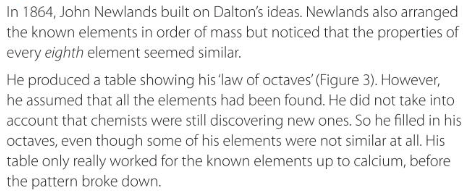 In 1864, John Newlands built on Dalton's ideas. Newlands also arranged
the known elements in order of mass but noticed that the properties of
every eighth element seemed similar.
He produced a table showing his 'law of octaves' (Figure 3). However,
he assumed that all the elements had been found. He did not take into
account that chemists were still discovering new ones. So he filled in his
octaves, even though some of his elements were not similar at all. His
table only really worked for the known elements up to calcium, before
the pattern broke down.